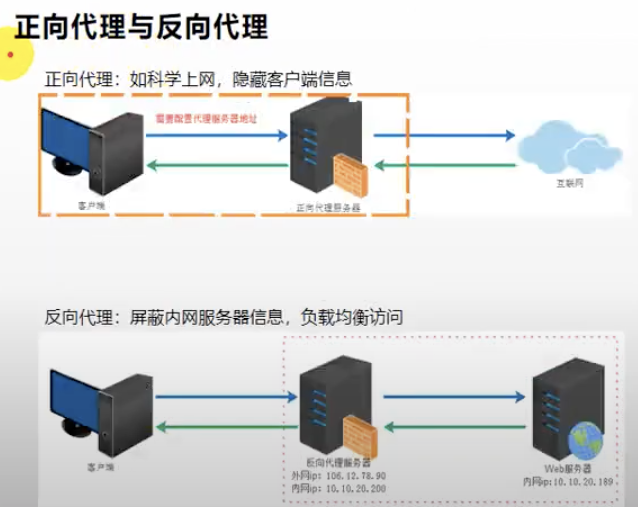 正向代理与反向代理
正向代理：如科学上网，隐藏客户端信息
需要配置代理服务器地址
客户端
正向代理服务器
互联网
反向代理：屏蔽内网服务器信息，负载均衡访问
客户端
反向代理服务器
外网ip: 106.12.78.90
内网ip: 10.10.20.200
Web服务器
内网ip:10.10.20.189